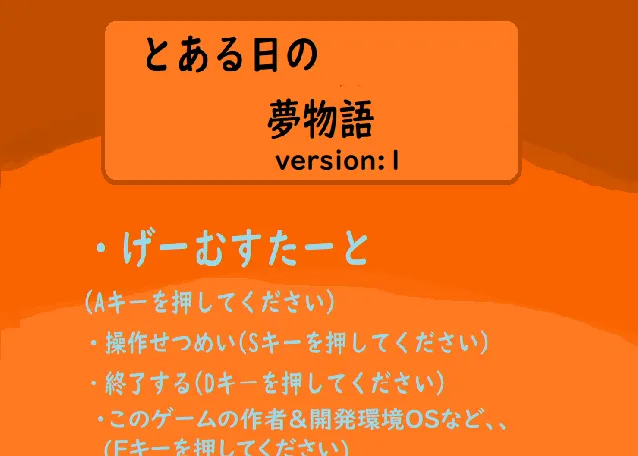 とある日の
夢物語
version:1
・げーむすたーと
(Aキーを押してください)
・操作せつめい(Sキーを押してください)
・終了する(Dキーを押してください)
・このゲームの作者&開発環境OSなど、、
(Fキーを押してください)